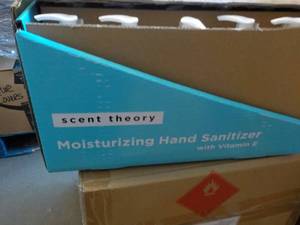 scent theory
Moisturizing Hand Sanitizer
with Vitamin E